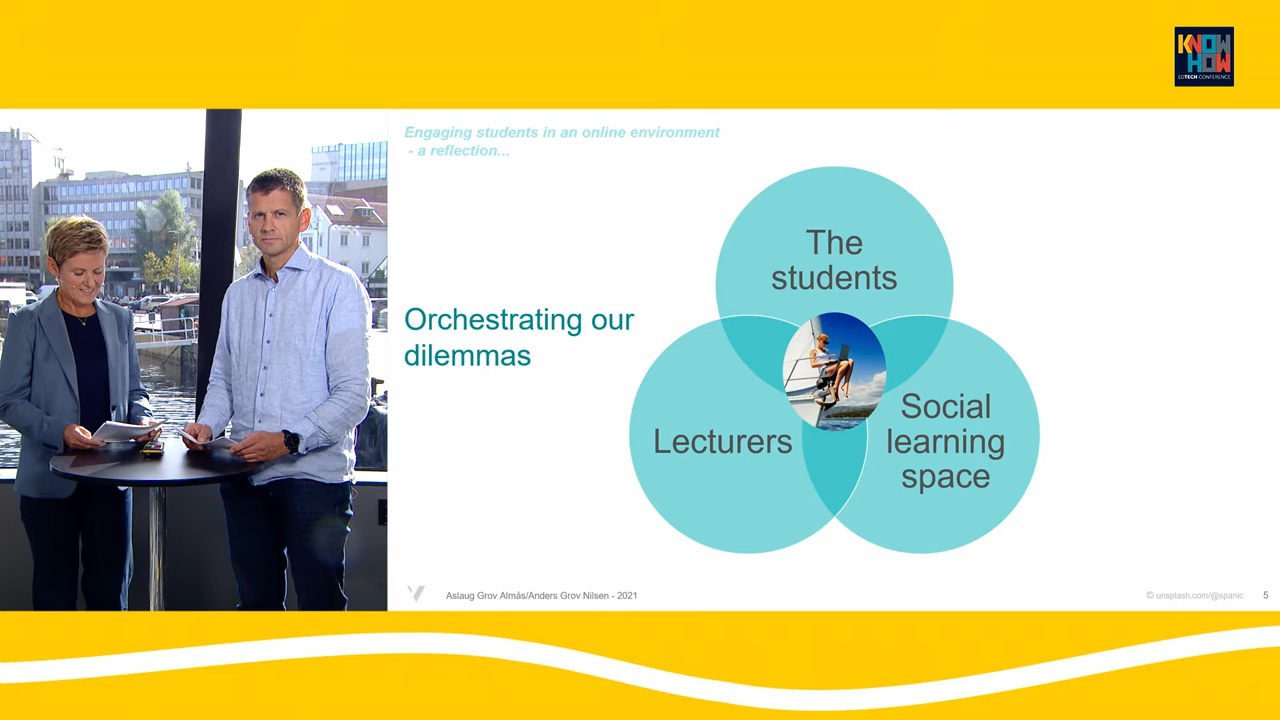 KNOW
HOW
EDTECH CONFERENCE
Engaging students in an online environment
- a reflection...
Orchestrating our
dilemmas
The
students
Lecturers
Social
learning
space
Aslaug Grov Almås/Anders Grov Nilsen - 2021
© unsplash.com/@spanic
5